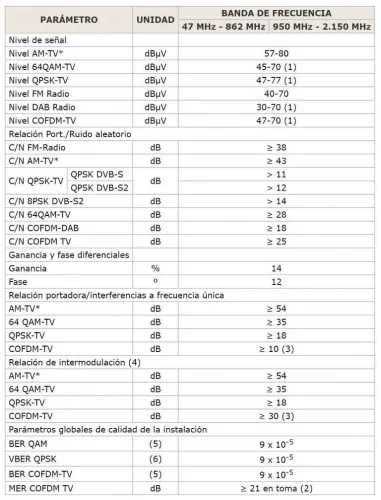 PARÁMETRO UNIDAD BANDA DE FRECUENCIA
47 MHz - 862 MHz 950 MHz - 2.150 MHz
Nivel de señal
Nivel AM-TV* dBµV 57-80
Nivel 64QAM-TV dBµV 45-70 (1)
Nivel QPSK-TV dBµV 47-77 (1)
Nivel FM Radio dBµV 40-70
Nivel DAB Radio dBµV 30-70 (1)
Nivel COFDM-TV dBµV 47-70 (1)
Relación Port./Ruido aleatorio
C/N FM-Radio dB ≥ 38
C/N AM-TV* dB ≥ 43
C/N QPSK-TV QPSK DVB-S dB > 11
QPSK DVB-S2 > 12
C/N 8PSK DVB-S2 dB > 14
C/N 64QAM-TV dB ≥ 28
C/N COFDM-DAB dB ≥ 18
C/N COFDM TV dB ≥ 25
Ganancia y fase diferenciales
Ganancia % 14
Fase º 12
Relación portadora/interferencias a frecuencia única
AM-TV* dB ≥ 54
64 QAM-TV dB ≥ 35
QPSK-TV dB ≥ 18
COFDM-TV dB ≥ 10 (3)
Relación de intermodulación (4)
AM-TV* dB ≥ 54
64 QAM-TV dB ≥ 35
QPSK-TV dB ≥ 18
COFDM-TV dB ≥ 30 (3)
Parámetros globales de calidad de la instalación
BER QAM (5) 9 x 10-5
VBER QPSK (6) 9 x 10-5
BER COFDM-TV (5) 9 x 10-5
MER COFDM TV dB ≥ 21 en toma (2)